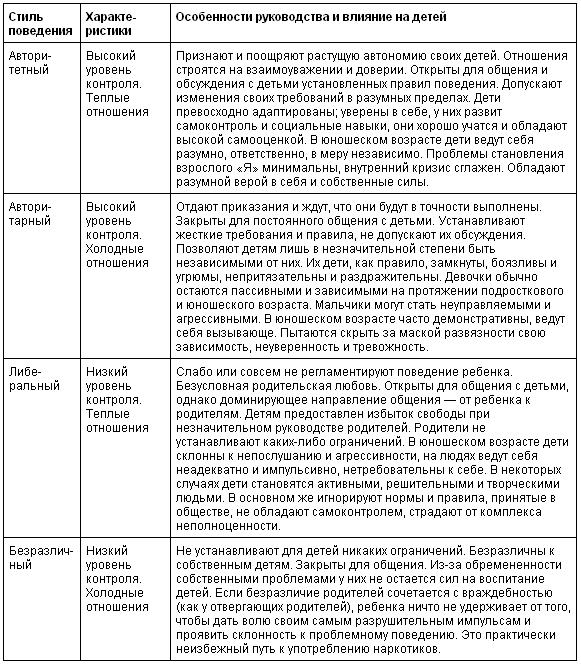 Стиль
поведения
Характе-
ристики
Особенности руководства и влияние на детей
Автори-
тетный
Высокий
уровень
контроля.
Теплые
отношения
Признают и поощряют растущую автономию своих детей. Отношения
строятся на взаимоуважении и доверии. Открыты для общения и
обсуждения с детьми установленных правил поведения. Допускают
изменения своих требований в разумных пределах. Дети
превосходно адаптированы; уверены в себе, у них развит
самоконтроль и социальные навыки, они хорошо учатся и обладают
высокой самооценкой. В юношеском возрасте дети ведут себя
разумно, ответственно, в меру независимо. Проблемы становления
взрослого «Я» минимальны, внутренний кризис сглажен. Обладают
разумной верой в себя и собственные силы.
Автори-
тарный
Высокий
уровень
контроля.
Холодные
отношения
Отдают приказания и ждут, что они будут в точности выполнены.
Закрыты для постоянного общения с детьми. Устанавливают
жесткие требования и правила, не допускают их обсуждения.
Позволяют детям лишь в незначительной степени быть
независимыми от них. Их дети, как правило, замкнуты, боязливы и
угрюмы, непритязательны и раздражительны. Девочки обычно
остаются пассивными и зависимыми на протяжении подросткового
и юношеского возраста. Мальчики могут стать неуправляемыми и
агрессивными. В юношеском возрасте часто демонстративны, ведут
себя вызывающе. Пытаются скрыть за маской развязности свою
зависимость, неуверенность и тревожность.
Либе-
ральный
Низкий
уровень
контроля.
Теплые
отношения
Слабо или совсем не регламентируют поведение ребенка.
Безусловная родительская любовь. Открыты для общения с детьми,
однако доминирующее направление общения — от ребенка к
родителям. Детям предоставлен избыток свободы при
незначительном руководстве родителей. Родители не
устанавливают каких-либо ограничений. В юношеском возрасте дети
склонны к непослушанию и агрессивности, на людях ведут себя
неадекватно и импульсивно, нетребовательны к себе. В некоторых
случаях дети становятся активными, решительными и творческими
людьми. В основном же игнорируют нормы и правила, принятые в
обществе, не обладают самоконтролем, страдают от комплекса
неполноценности.
Безразлич-
ный
Низкий
уровень
контроля.
Холодные
отношения
Не устанавливают для детей никаких ограничений. Безразличны к
собственным детям. Закрыты для общения. Из-за обремененности
собственными проблемами у них не остается сил на воспитание
детей. Если безразличие родителей сочетается с враждебностью
(как у отвергающих родителей), ребенка ничто не удерживает от того,
чтобы дать волю своим самым разрушительным импульсам и
проявить склонность к проблемному поведению. Это практически
неизбежный путь к употреблению наркотиков.